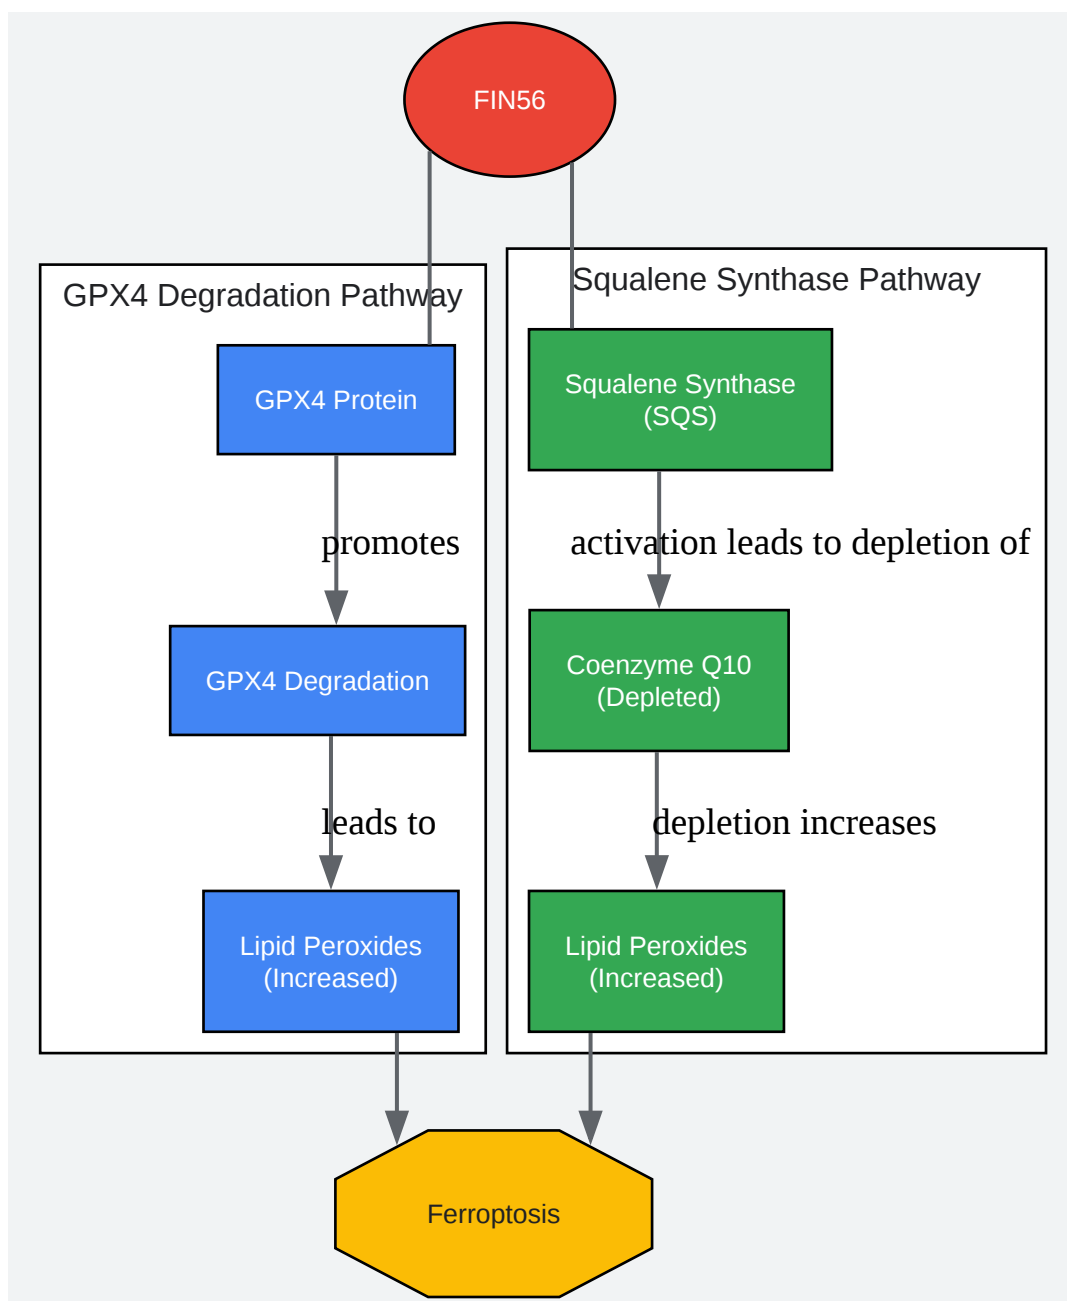 FIN56
GPX4 Degradation Pathway
GPX4 Protein
promotes
GPX4 Degradation
leads to
Lipid Peroxides
(Increased)
Squalene Synthase Pathway
Squalene Synthase
(SQS)
activation leads to depletion of
Coenzyme Q10
(Depleted)
depletion increases
Lipid Peroxides
(Increased)
Ferroptosis